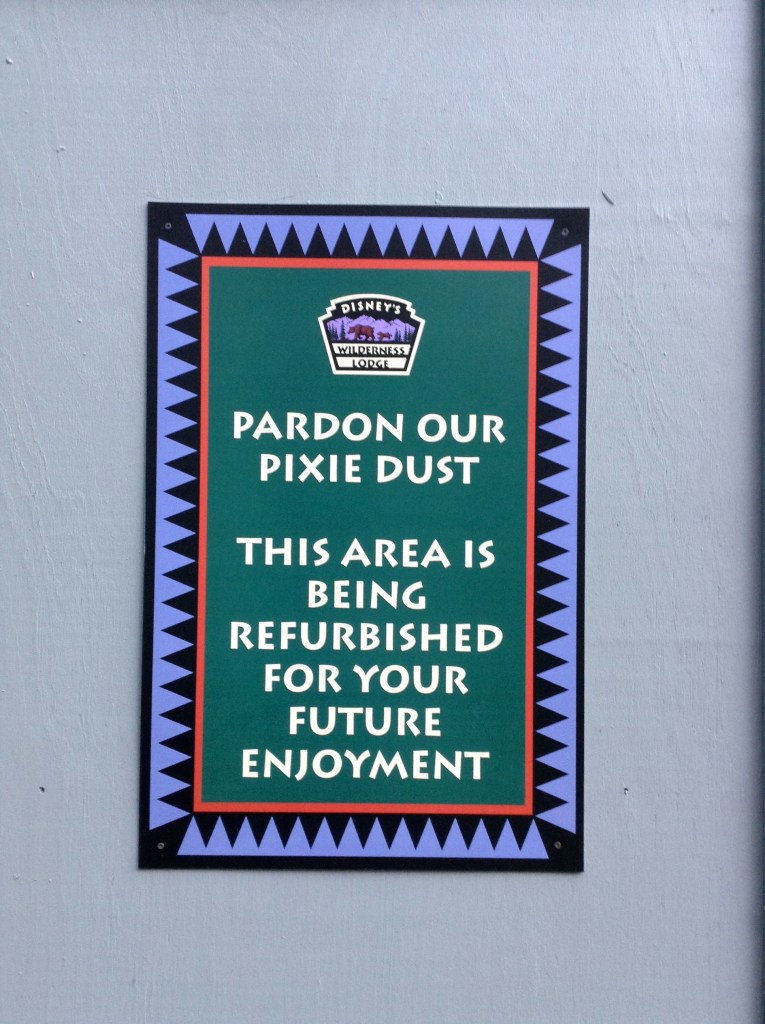 DISNEY'S
WILDERNESS
LODGE
PARDON OUR
PIXIE DUST
THIS AREA IS
BEING
REFURBISHED
FOR YOUR
FUTURE
ENJOYMENT